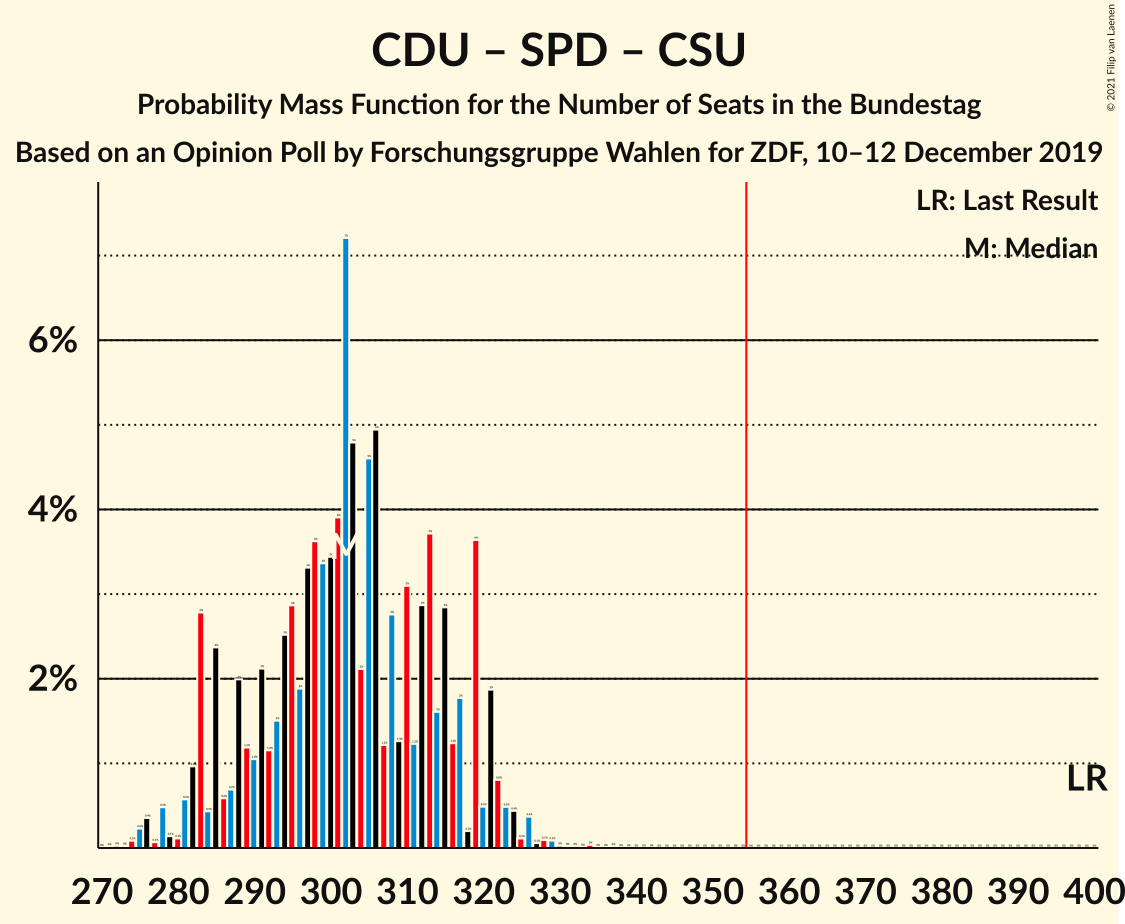 CDU – SPD – CSU
Probability Mass Function for the Number of Seats in the Bundestag
Based on an Opinion Poll by Forschungsgruppe Wahlen for ZDF, 10–12 December 2019
© 2021 Filip van Laenen
LR: Last Result
M: Median
6%
4%
2%
LR
270 280 290 300 310 320 330 340 350 360 370 380 390 400